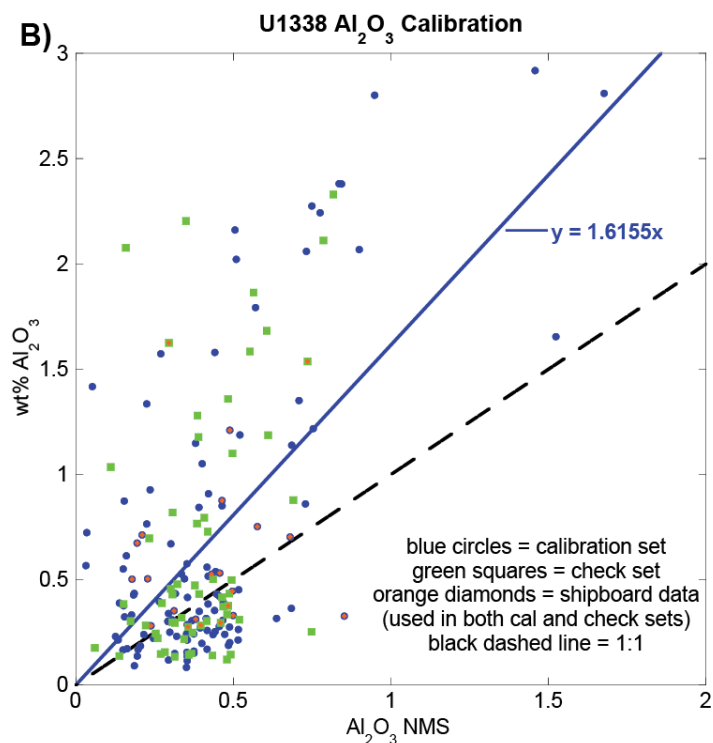 B)
U1338 Al₂O₃ Calibration
3
2.5
2
1.5
1
0.5
0
wt% Al₂O₃
y = 1.6155x
blue circles = calibration set
green squares = check set
orange diamonds = shipboard data
(used in both cal and check sets)
black dashed line = 1:1
0
0.5
1
1.5
2
Al₂O₃ NMS